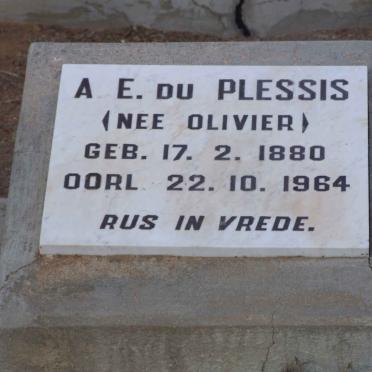 A E. DU PLESSIS
(NEE OLIVIER)
GEB. 17. 2. 1880
OORL 22. 10. 1964
RUS IN VREDE.